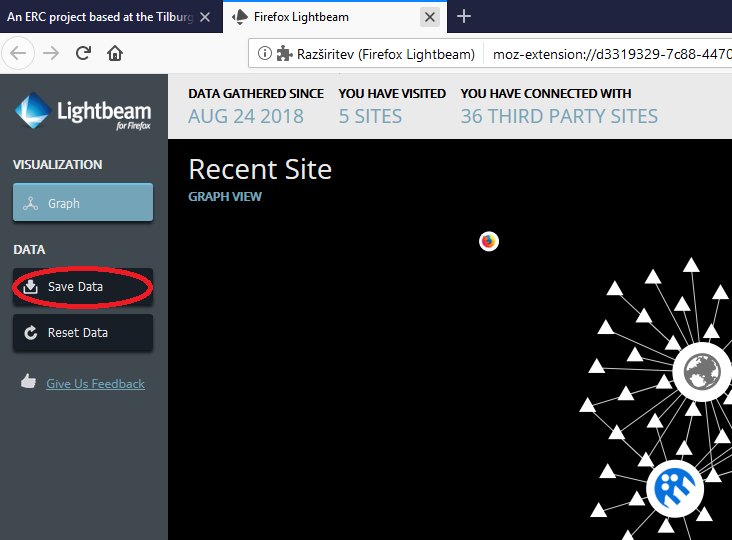 An ERC project based at the Tilburg
Firefox Lightbeam
Razširitev (Firefox Lightbeam)
moz-extension://d3319329-7c88-4470
Lightbeam
for Firefox
DATA GATHERED SINCE
AUG 24 2018
YOU HAVE VISITED
5 SITES
YOU HAVE CONNECTED WITH
36 THIRD PARTY SITES
VISUALIZATION
Graph
DATA
Save Data
Reset Data
Give Us Feedback
Recent Site
GRAPH VIEW